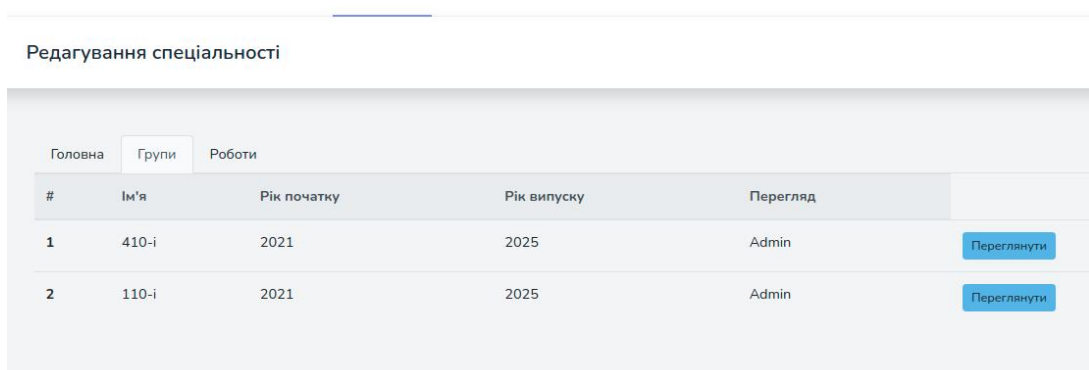 Редагування спеціальності
Головна Групи Роботи
# Ім'я Рік початку Рік випуску Перегляд
1 410-і 2021 2025 Admin Переглянути
2 110-і 2021 2025 Admin Переглянути